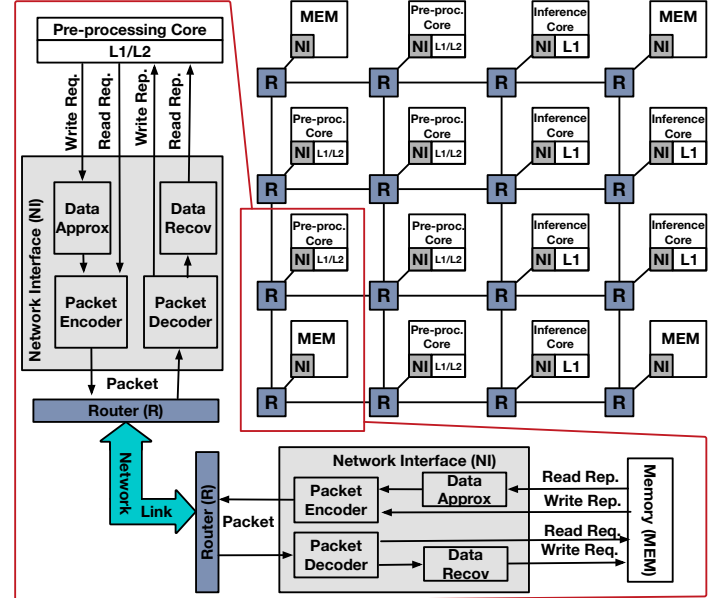 Pre-processing Core
L1/L2
Write Req.
Read Req.
Write Rep.
Read Rep.
Network Interface (NI)
Data
Approx
Data
Recov
Packet
Encoder
Packet
Decoder
Packet
Router (R)
Network
Link
MEM
NI
R
Pre-proc.
Core
NI L1/L2
R
Inference
Core
NI L1
R
MEM
NI
R
Pre-proc.
Core
NI L1/L2
R
Pre-proc.
Core
NI L1/L2
R
Inference
Core
NI L1
R
Inference
Core
NI L1
R
Pre-proc.
Core
NI L1/L2
R
Pre-proc.
Core
NI L1/L2
R
Inference
Core
NI L1
R
Inference
Core
NI L1
R
MEM
NI
R
Pre-proc.
Core
NI L1/L2
R
Inference
Core
NI L1
R
MEM
NI
R
Router (R)
Packet
Network Interface (NI)
Packet
Encoder
Data
Approx
Packet
Decoder
Data
Recov
Read Rep.
Write Rep.
Read Req.
Write Req.
Memory (MEM)